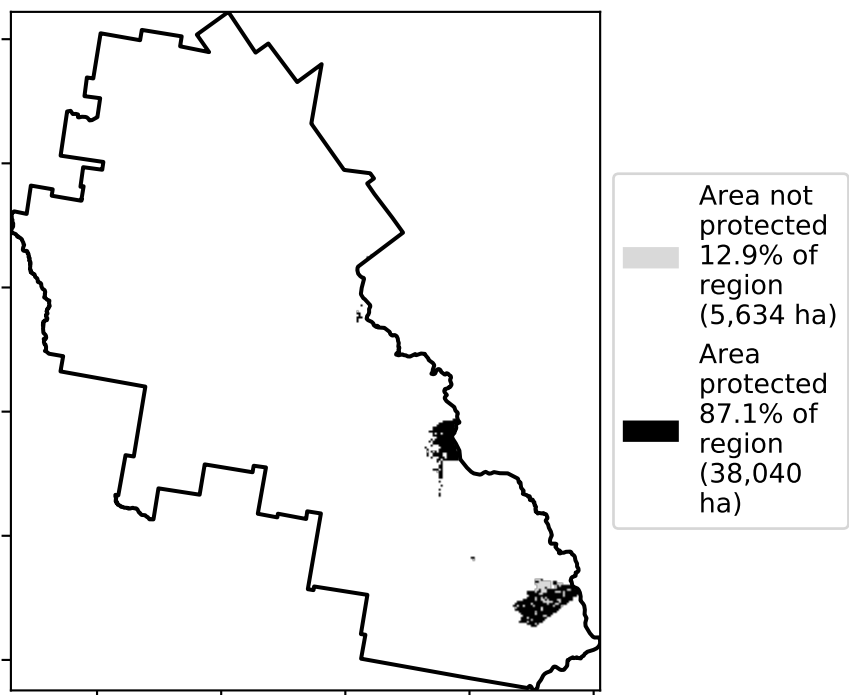 Area not
protected
12.9% of
region
(5,634 ha)
Area
protected
87.1% of
region
(38,040
ha)